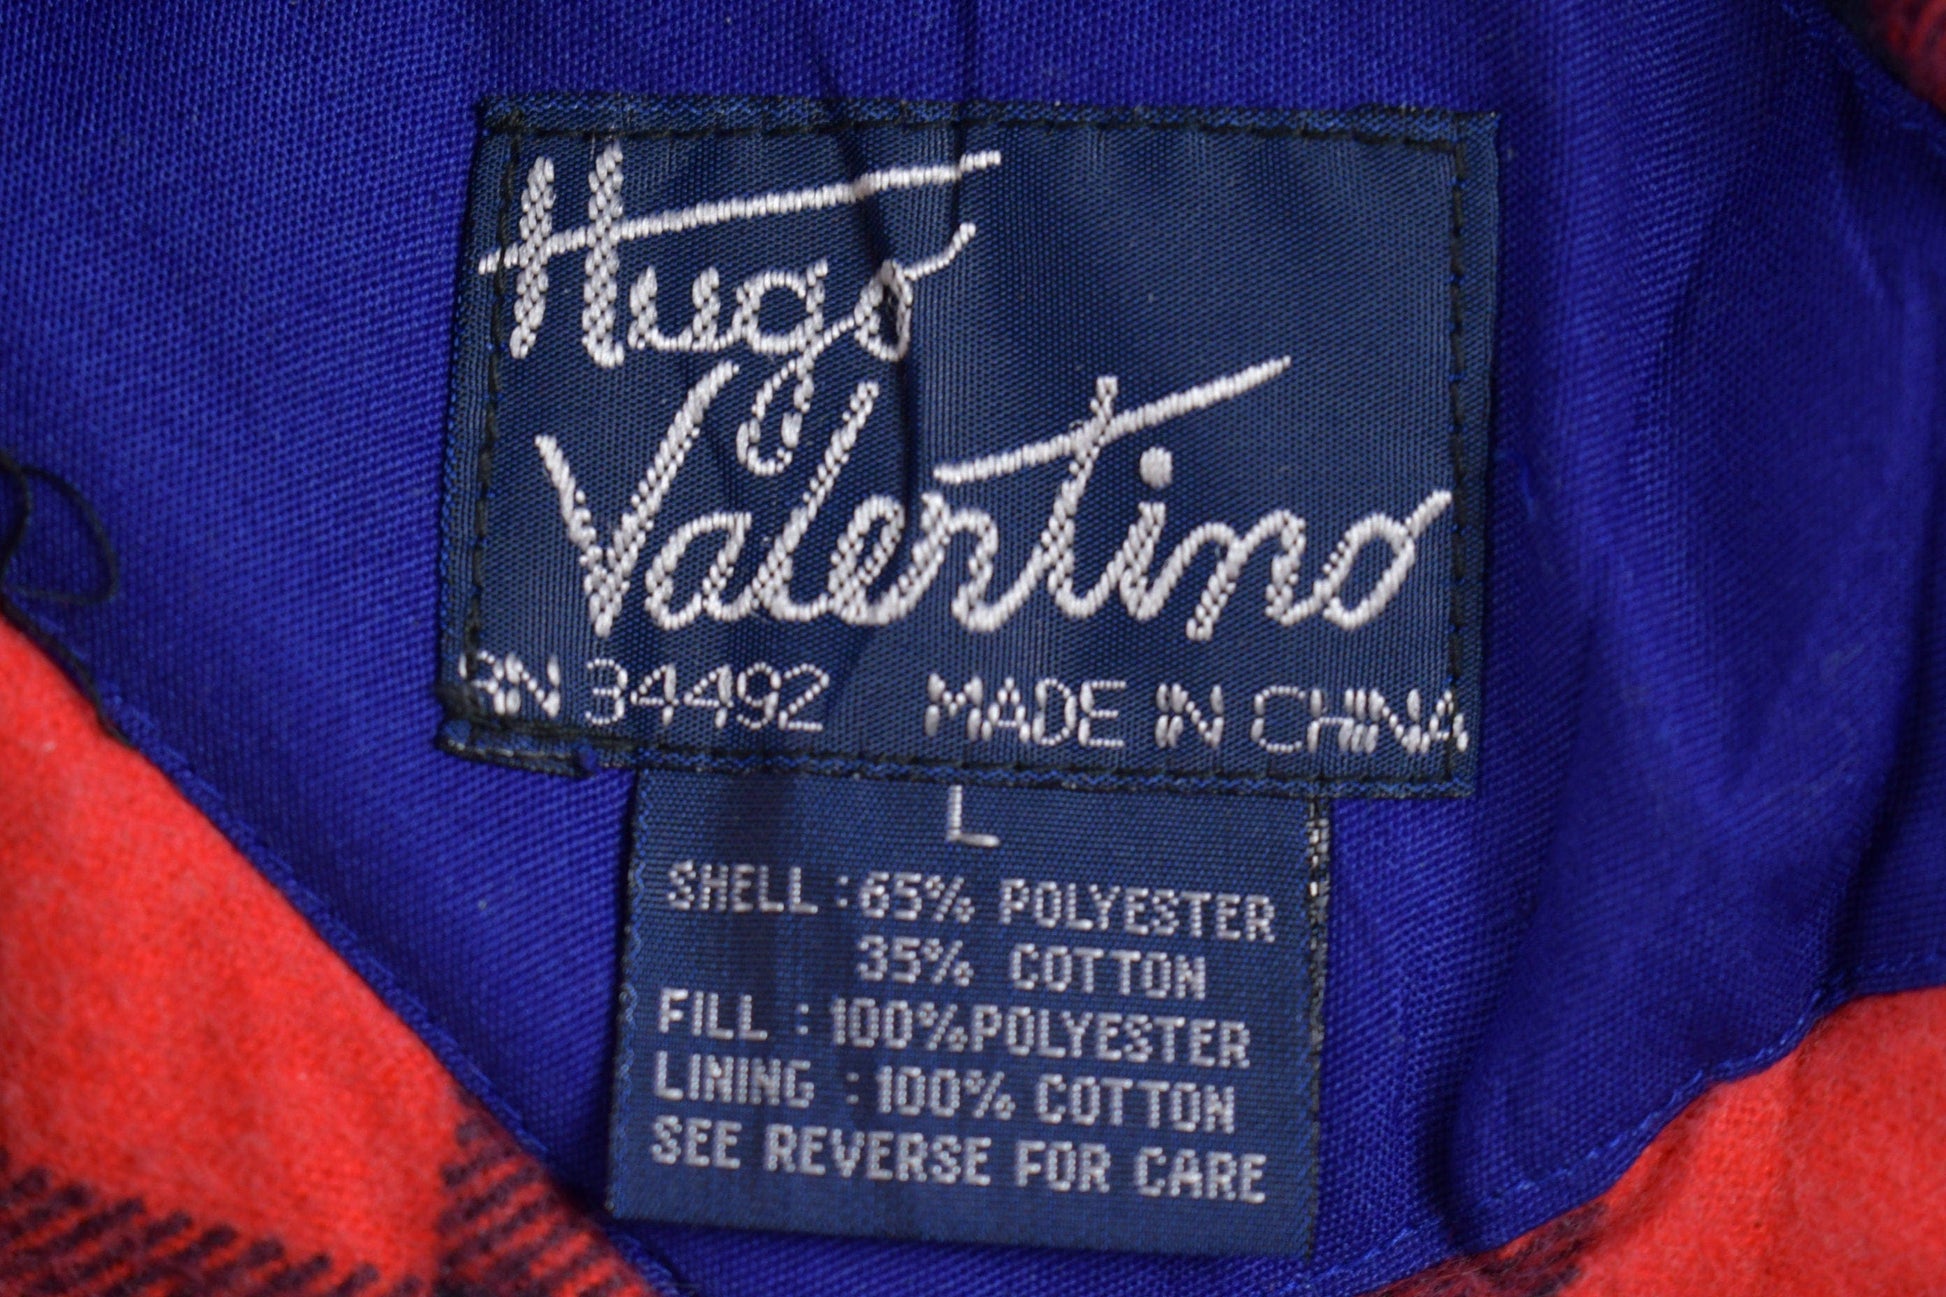 Hugo
Valentino
RN 34492 MADE IN CHINA
L
SHELL : 65% POLYESTER
35% COTTON
FILL : 100% POLYESTER
LINING : 100% COTTON
SEE REVERSE FOR CARE